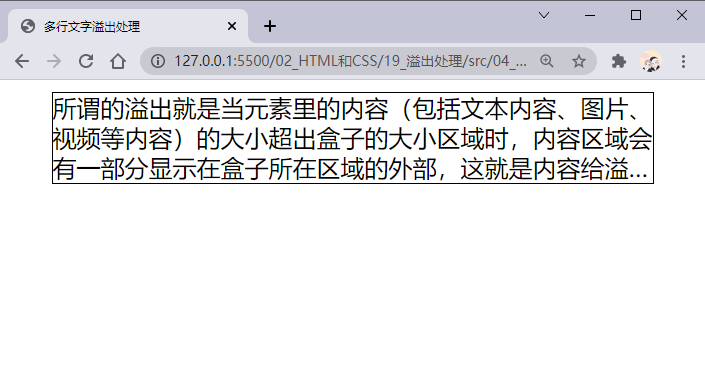 多行文字溢出处理
127.0.0.1:5500/02_HTML和CSS/19_溢出处理/src/04_...
所谓的溢出就是当元素里的内容（包括文本内容、图片、
视频等内容）的大小超出盒子的大小区域时，内容区域会
有一部分显示在盒子所在区域的外部，这就是内容给溢...